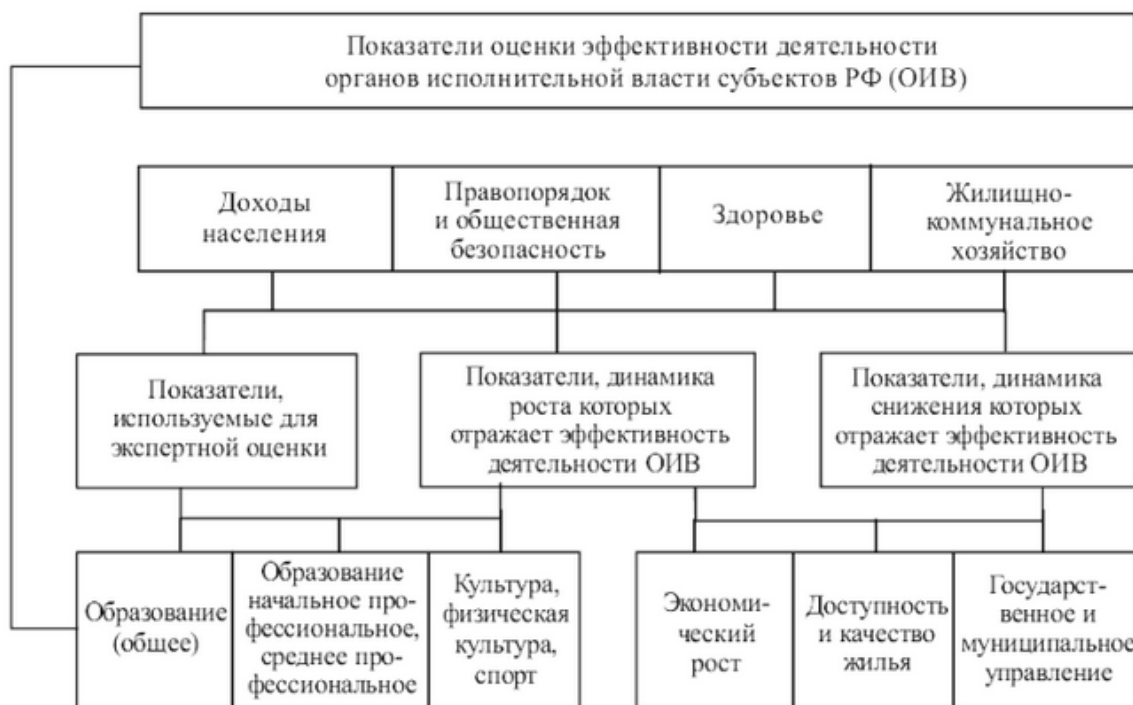 Показатели оценки эффективности деятельности
органов исполнительной власти субъектов РФ (ОИВ)
Доходы
населения
Правопорядок
и общественная
безопасность
Здоровье
Жилищно-
коммунальное
хозяйство
Показатели,
используемые для
экспертной оценки
Показатели, динамика
роста которых
отражает эффективность
деятельности ОИВ
Показатели, динамика
снижения которых
отражает эффективность
деятельности ОИВ
Образование
(общее)
Образование
начальное про-
фессиональное,
среднее про-
фессиональное
Культура,
физическая
культура,
спорт
Экономи-
ческий
рост
Доступность
и качество
жилья
Государст-
венное и
муниципальное
управление